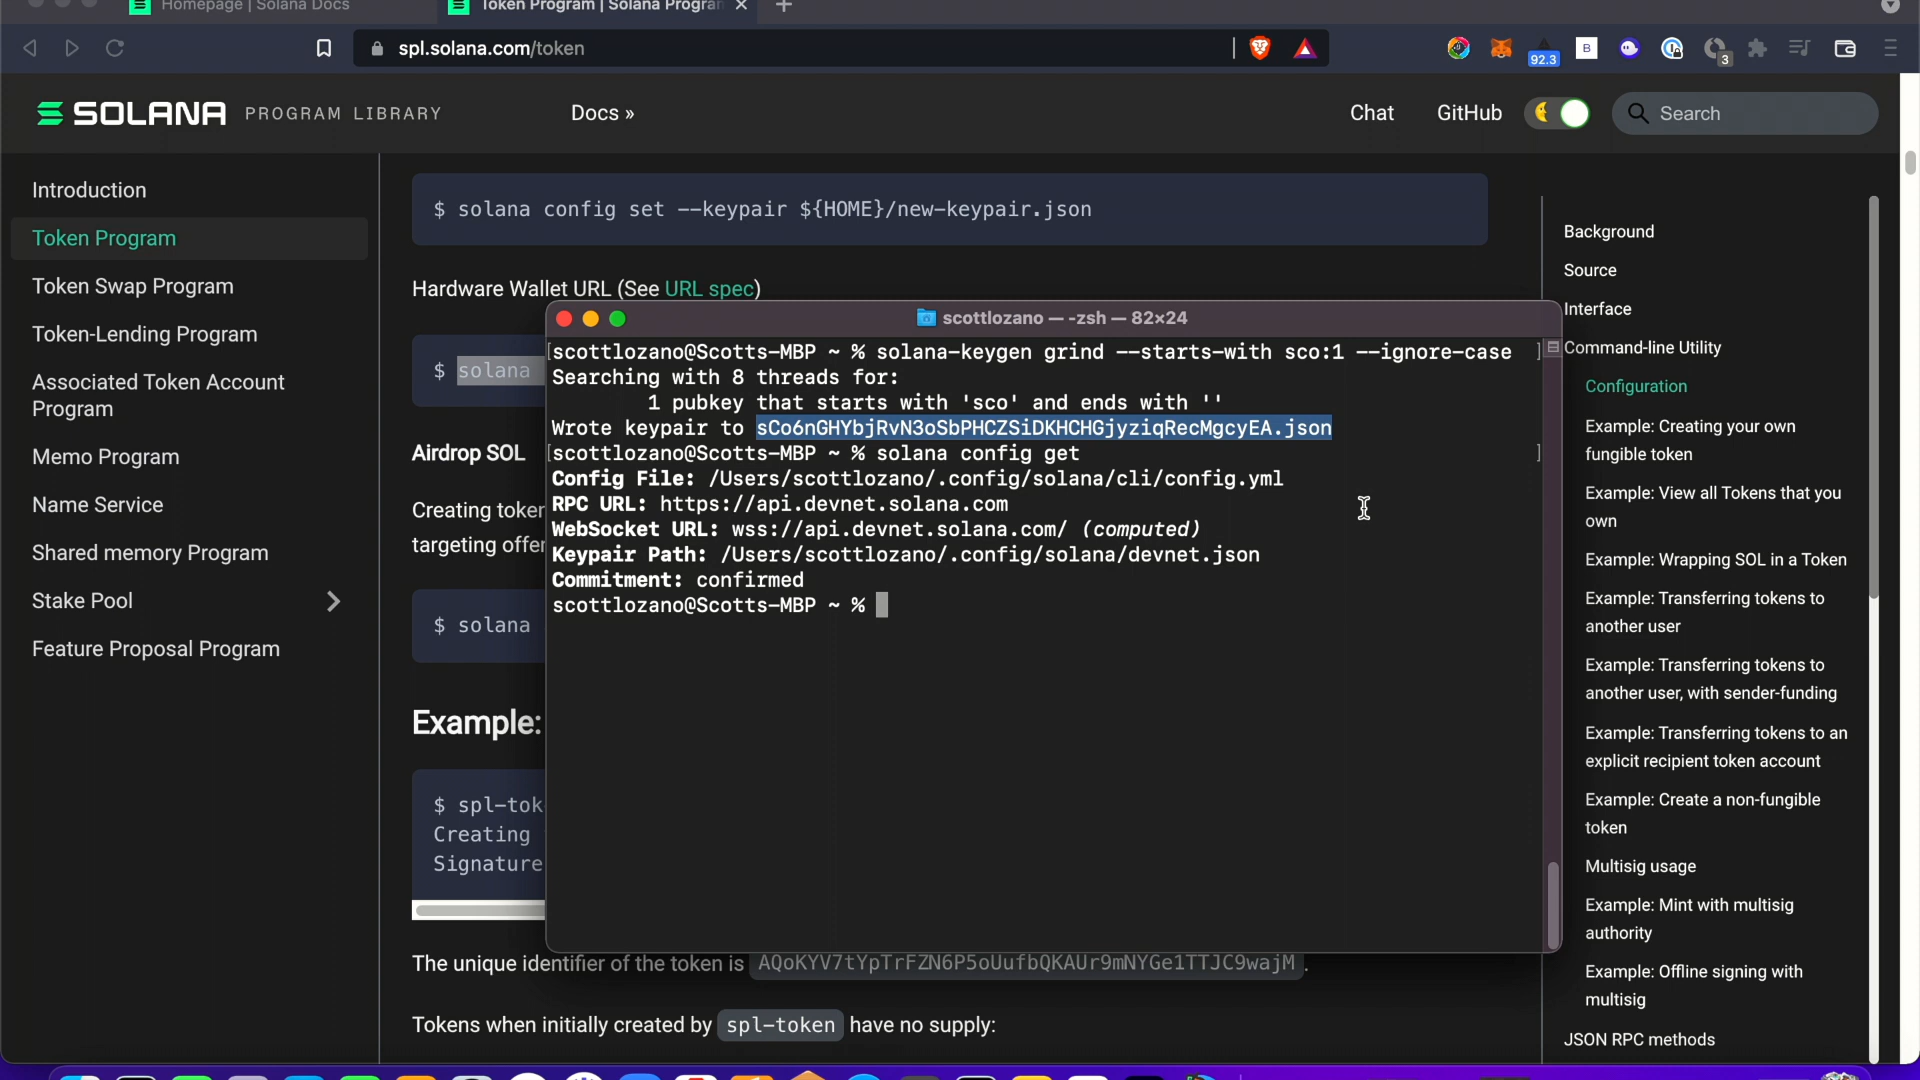 Homepage | Solana Docs
Token Program | Solana Program
spl.solana.com/token
92.3
B
3
SOLANA PROGRAM LIBRARY
Docs »
Chat
GitHub
Search
Introduction
Token Program
Token Swap Program
Token-Lending Program
Associated Token Account
Program
Memo Program
Name Service
Shared memory Program
Stake Pool
Feature Proposal Program
$ solana config set --keypair ${HOME}/new-keypair.json
Hardware Wallet URL (See URL spec)
$ solana
Airdrop SOL
Creating token
targeting offer
$ solana
Example:
$ spl-tok
Creating
Signature
The unique identifier of the token is AQoKYV7tYpTrFZN6P5oUufbQKAUr9mNYGe1TTJC9wajM.
Tokens when initially created by spl-token have no supply:
scottlozano — -zsh — 82×24
[scottlozano@Scotts-MBP ~ % solana-keygen grind --starts-with sco:1 --ignore-case ]
Searching with 8 threads for:
1 pubkey that starts with 'sco' and ends with ''
Wrote keypair to sCo6nGHYbjRvN3oSbPHCZSiDKHCHGjyziqRecMgcyEA.json
[scottlozano@Scotts-MBP ~ % solana config get ]
Config File: /Users/scottlozano/.config/solana/cli/config.yml
RPC URL: https://api.devnet.solana.com
WebSocket URL: wss://api.devnet.solana.com/ (computed)
Keypair Path: /Users/scottlozano/.config/solana/devnet.json
Commitment: confirmed
scottlozano@Scotts-MBP ~ %
Background
Source
Interface
Command-line Utility
Configuration
Example: Creating your own
fungible token
Example: View all Tokens that you
own
Example: Wrapping SOL in a Token
Example: Transferring tokens to
another user
Example: Transferring tokens to
another user, with sender-funding
Example: Transferring tokens to an
explicit recipient token account
Example: Create a non-fungible
token
Multisig usage
Example: Mint with multisig
authority
Example: Offline signing with
multisig
JSON RPC methods